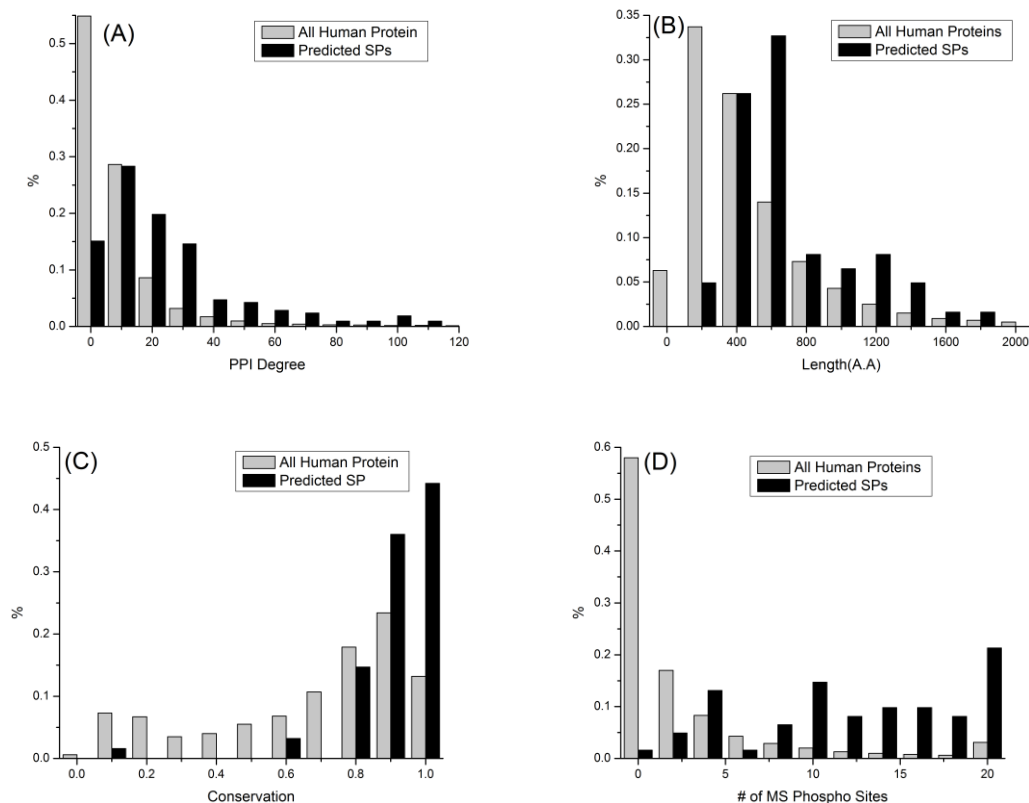 (A)
All Human Protein
Predicted SPs
0.5
0.4
0.3
0.2
0.1
0.0
%
0 20 40 60 80 100 120
PPI Degree
(B)
All Human Proteins
Predicted SPs
0.35
0.30
0.25
0.20
0.15
0.10
0.05
0.00
%
0 400 800 1200 1600 2000
Length(A.A)
(C)
All Human Protein
Predicted SP
0.5
0.4
0.3
0.2
0.1
0.0
%
0.0 0.2 0.4 0.6 0.8 1.0
Conservation
(D)
All Human Proteins
Predicted SPs
0.6
0.5
0.4
0.3
0.2
0.1
0.0
%
0 5 10 15 20
# of MS Phospho Sites